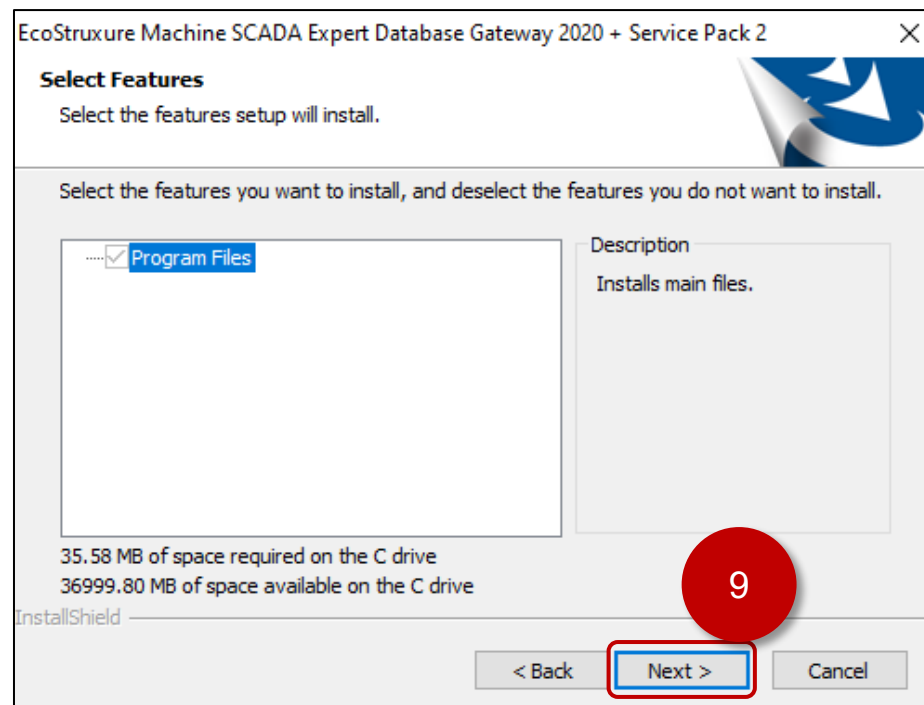 EcoStruxure Machine SCADA Expert Database Gateway 2020 + Service Pack 2
Select Features
Select the features setup will install.
Select the features you want to install, and deselect the features you do not want to install.
Program Files
Description
Installs main files.
35.58 MB of space required on the C drive
36999.80 MB of space available on the C drive
9
InstallShield
< Back
Next >
Cancel